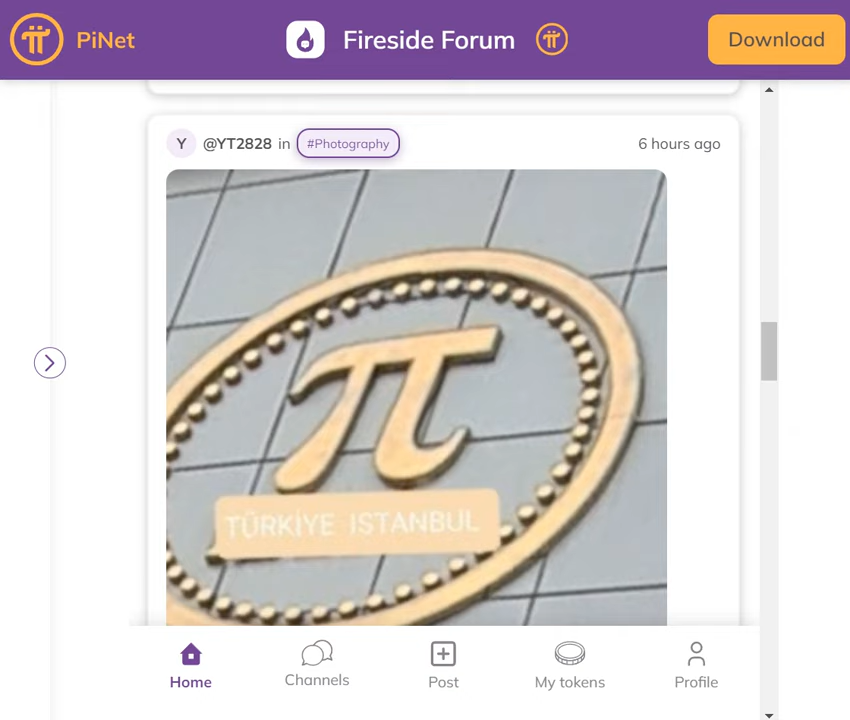 PiNet
Fireside Forum
Download
Y @YT2828 in #Photography 6 hours ago
π
TÜRKİYE ISTANBUL
Home Channels Post My tokens Profile